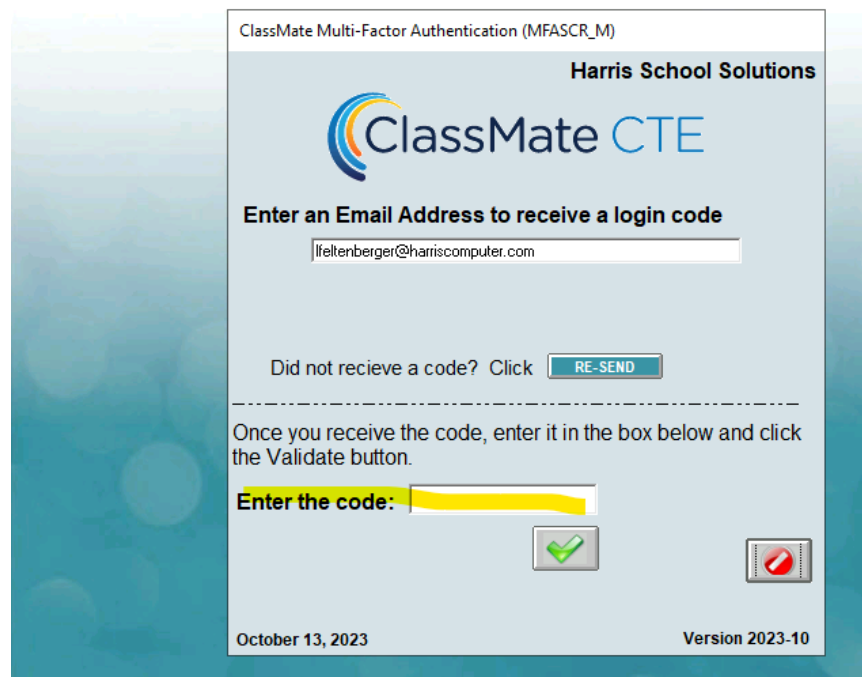 ClassMate Multi-Factor Authentication (MFASCR_M)
Harris School Solutions
ClassMate CTE
Enter an Email Address to receive a login code
lfeltenberger@harriscomputer.com
Did not recieve a code? Click RE-SEND
Once you receive the code, enter it in the box below and click
the Validate button.
Enter the code:
October 13, 2023 Version 2023-10